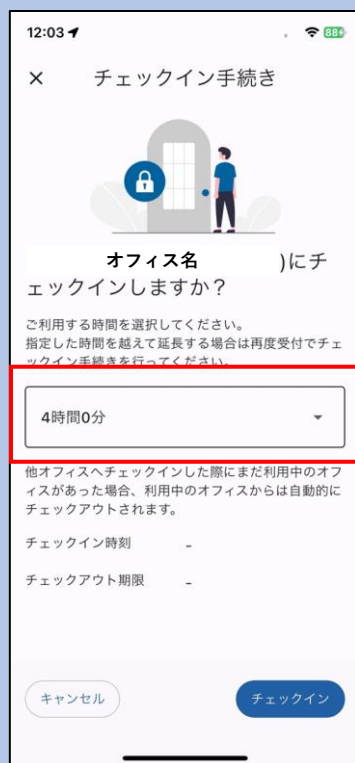 12:03
88
× チェックイン手続き
オフィス名 )にチ
ェックインしますか？
ご利用する時間を選択してください。
指定した時間を越えて延長する場合は再度受付でチェ
ックイン手続きを行ってください。
4時間0分
他オフィスへチェックインした際にまだ利用中のオフ
ィスがあった場合、利用中のオフィスからは自動的に
チェックアウトされます。
チェックイン時刻 -
チェックアウト期限 -
キャンセル チェックイン